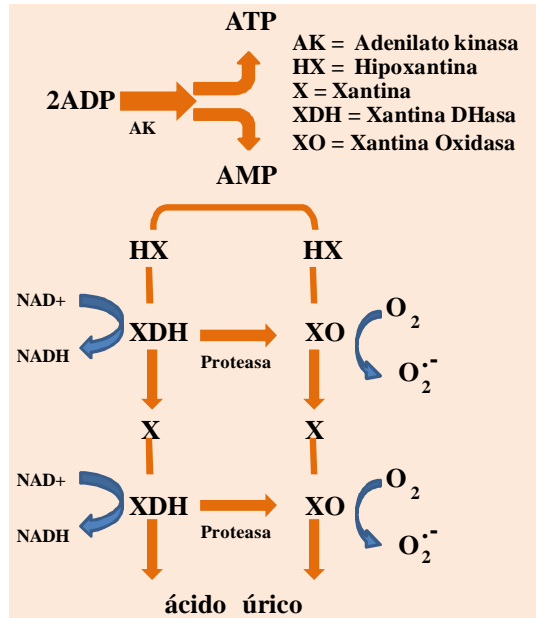 ATP
AK = Adenilato kinasa
HX = Hipoxantina
X = Xantina
XDH = Xantina DHasa
XO = Xantina Oxidasa
2ADP
AK
AMP
HX HX
NAD+
NADH
XDH
Proteasa
XO
O₂
O₂·-
X X
NAD+
NADH
XDH
Proteasa
XO
O₂
O₂·-
ácido úrico